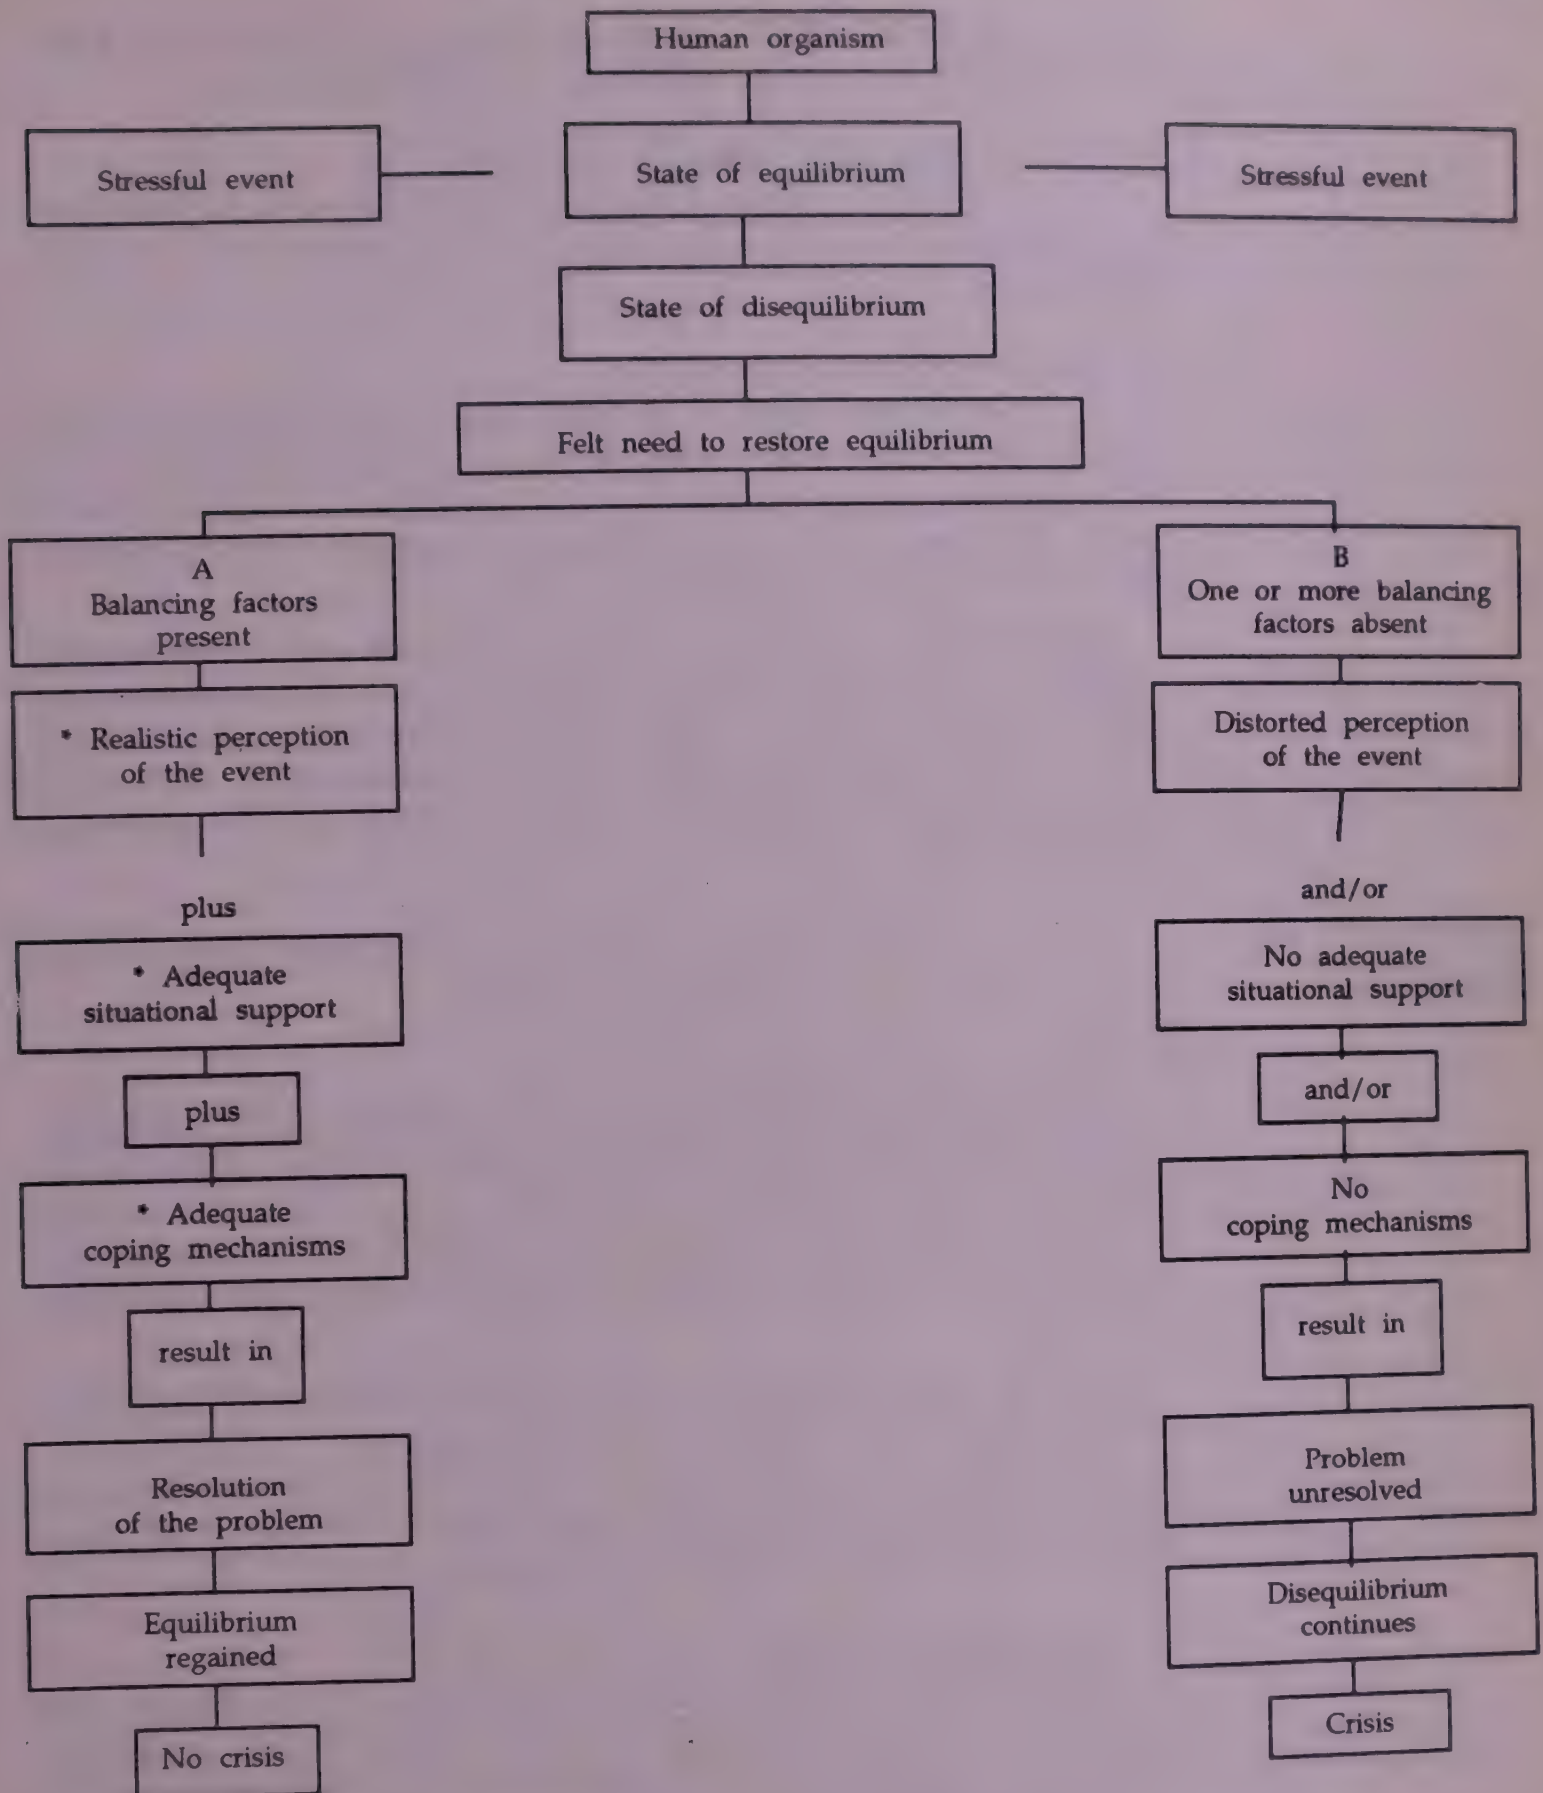 Human organism
Stressful event
State of equilibrium
Stressful event
State of disequilibrium
Felt need to restore equilibrium
A
Balancing factors
present
* Realistic perception
of the event
plus
* Adequate
situational support
plus
* Adequate
coping mechanisms
result in
Resolution
of the problem
Equilibrium
regained
No crisis
B
One or more balancing
factors absent
Distorted perception
of the event
and/or
No adequate
situational support
and/or
No
coping mechanisms
result in
Problem
unresolved
Disequilibrium
continues
Crisis